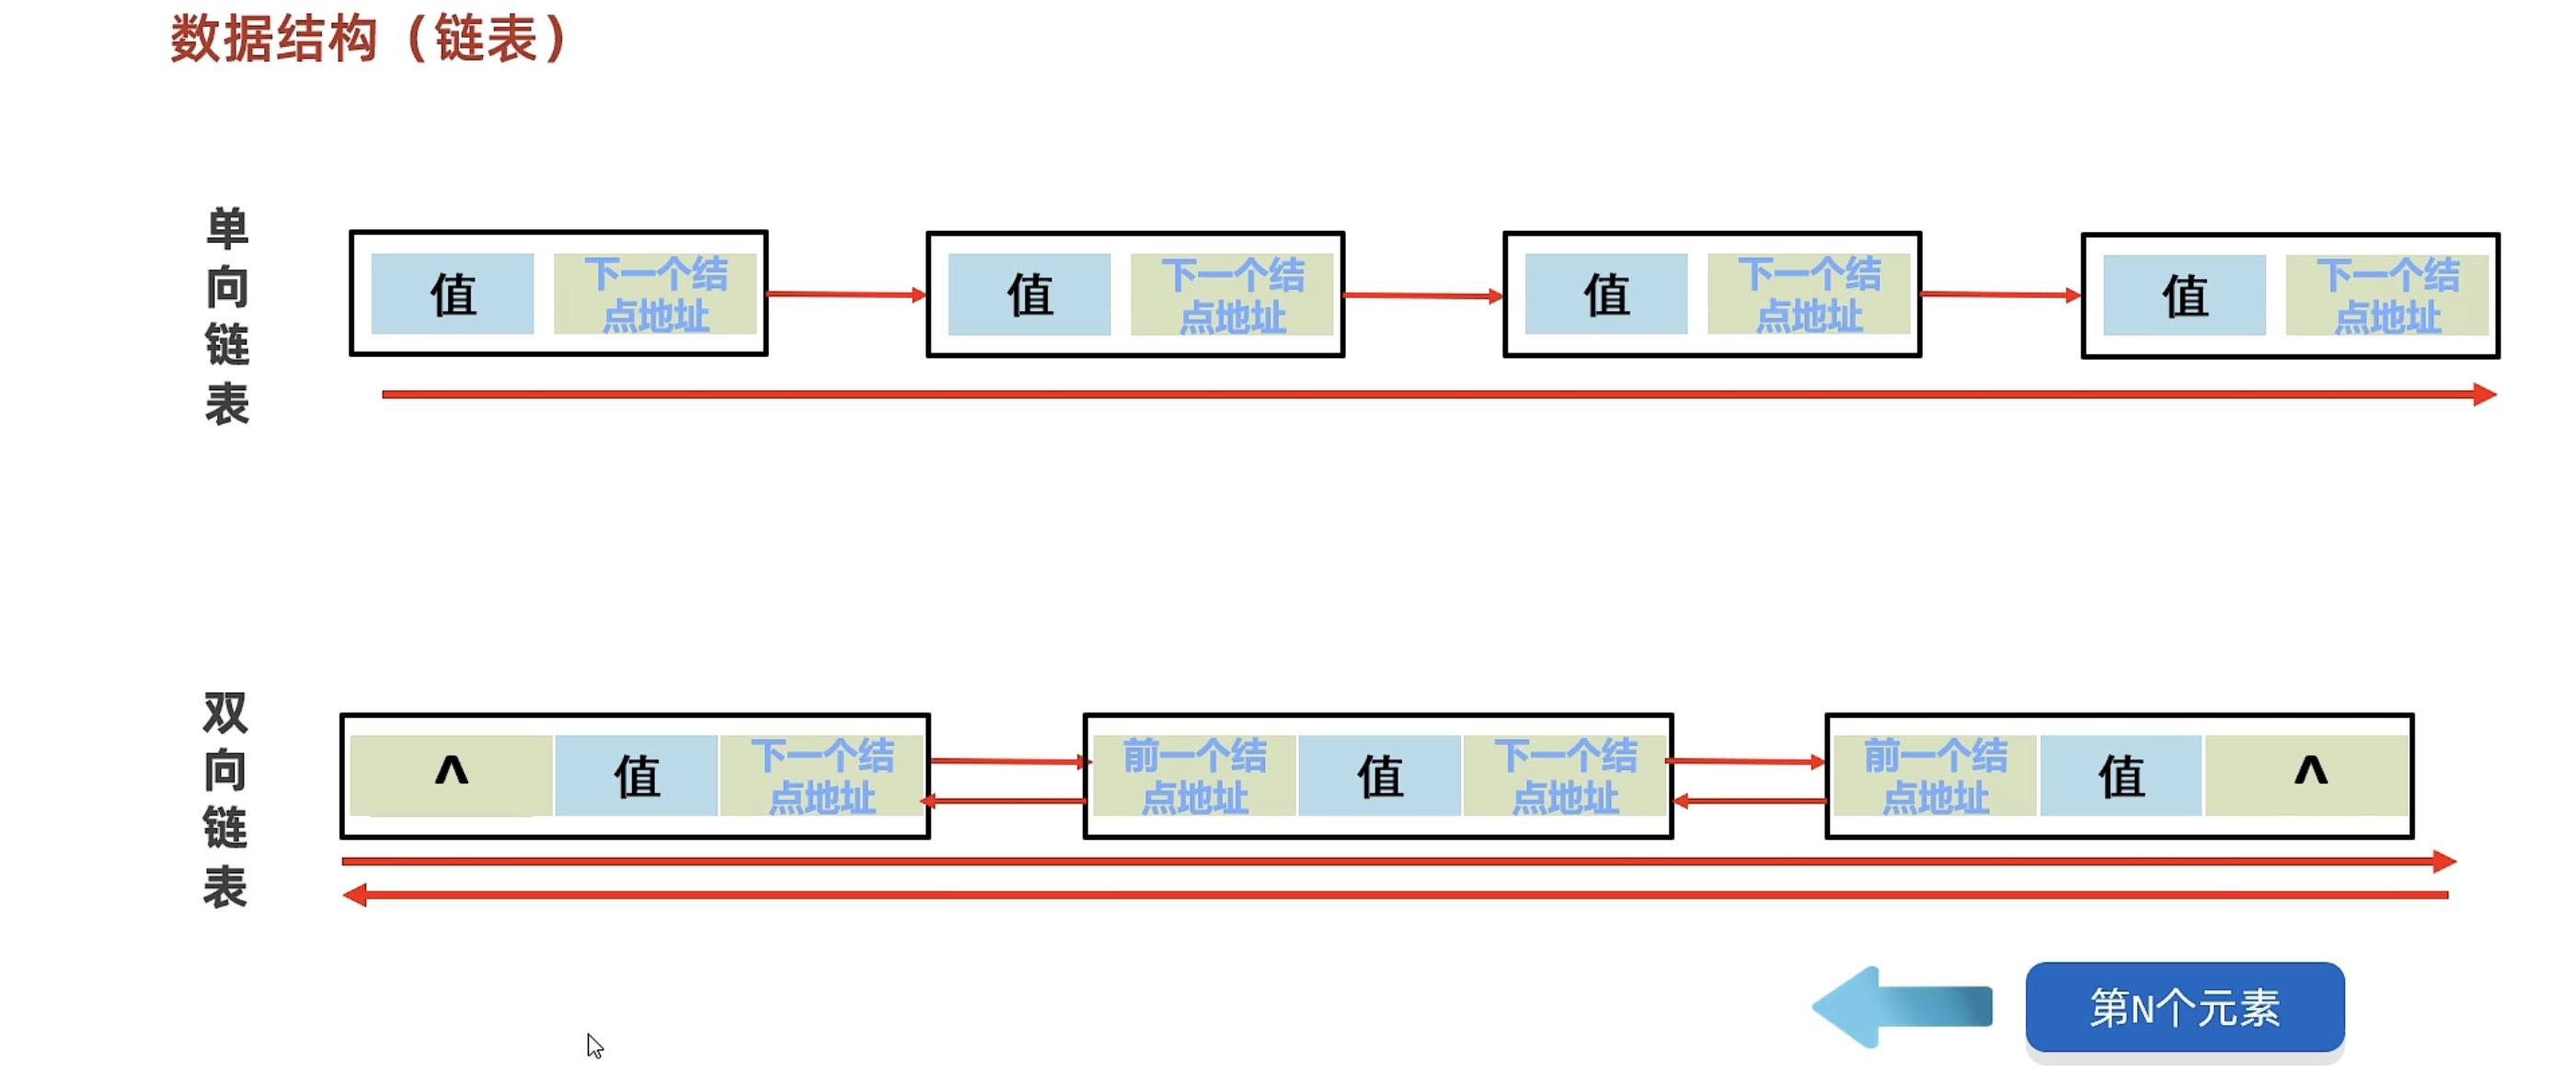 数据结构（链表）
单向链表
值
下一个结
点地址
值
下一个结
点地址
值
下一个结
点地址
值
下一个结
点地址
双向链表
^
值
下一个结
点地址
前一个结
点地址
值
下一个结
点地址
前一个结
点地址
值
^
第N个元素